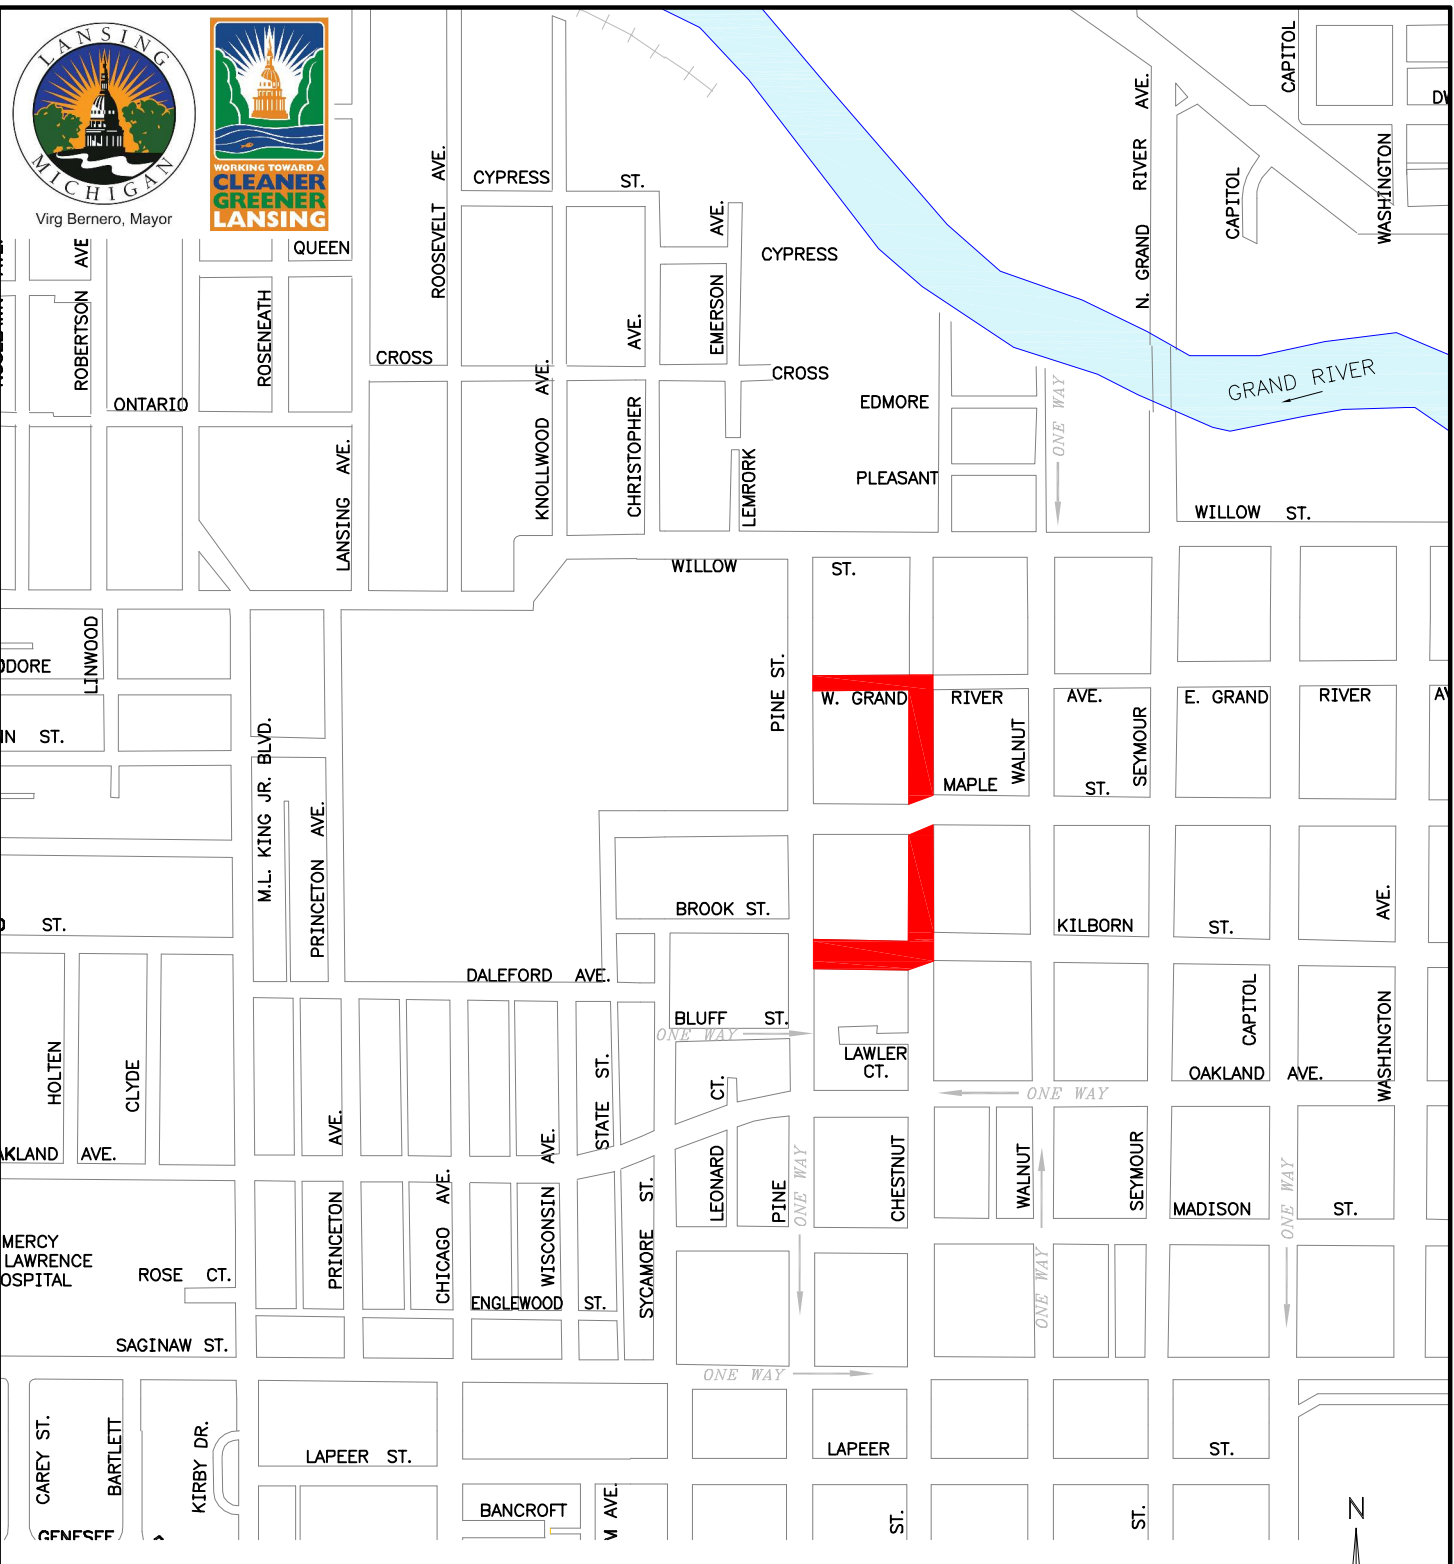 LANSING
MICHIGAN
Virg Bernero, Mayor
WORKING TOWARD A
CLEANER
GREENER
LANSING
CAPITOL
AVE.
ROOSEVELT AVE.
CYPRESS ST.
N. GRAND RIVER AVE.
CAPITOL
WASHINGTON
QUEEN
ROBERTSON AVE
ROSENEATH
EMERSON AVE.
CYPRESS
CROSS
CROSS
ONTARIO
KNOLLWOOD AVE.
CHRISTOPHER AVE.
LEMRORK
LANSING AVE.
EDMORE
PLEASANT
ONE WAY
GRAND RIVER
WILLOW ST.
WILLOW ST.
LINWOOD
PINE ST.
W. GRAND RIVER AVE.
E. GRAND RIVER
ST.
M.L. KING JR. BLVD.
PRINCETON AVE.
WALNUT
SEYMOUR
MAPLE ST.
BROOK ST.
KILBORN ST.
AVE.
ST.
DALEFORD AVE.
BLUFF ST.
ONE WAY
LAWLER
CT.
CAPITOL
WASHINGTON
OAKLAND AVE.
ONE WAY
HOLTEN
CLYDE
AVE.
STATE ST.
AVE.
CT.
LEONARD
PINE
ONE WAY
CHESTNUT
WALNUT
SEYMOUR
MADISON ST.
ONE WAY
ONE WAY
PRINCETON
CHICAGO AVE.
WISCONSIN
SYCAMORE ST.
MERCY
LAWRENCE
ROSE CT.
ENGLEWOOD ST.
SAGINAW ST.
ONE WAY
CAREY ST.
BARTLETT
KIRBY DR.
LAPEER ST.
LAPEER ST.
BANCROFT
AVE.
ST.
ST.
GENESEE
N